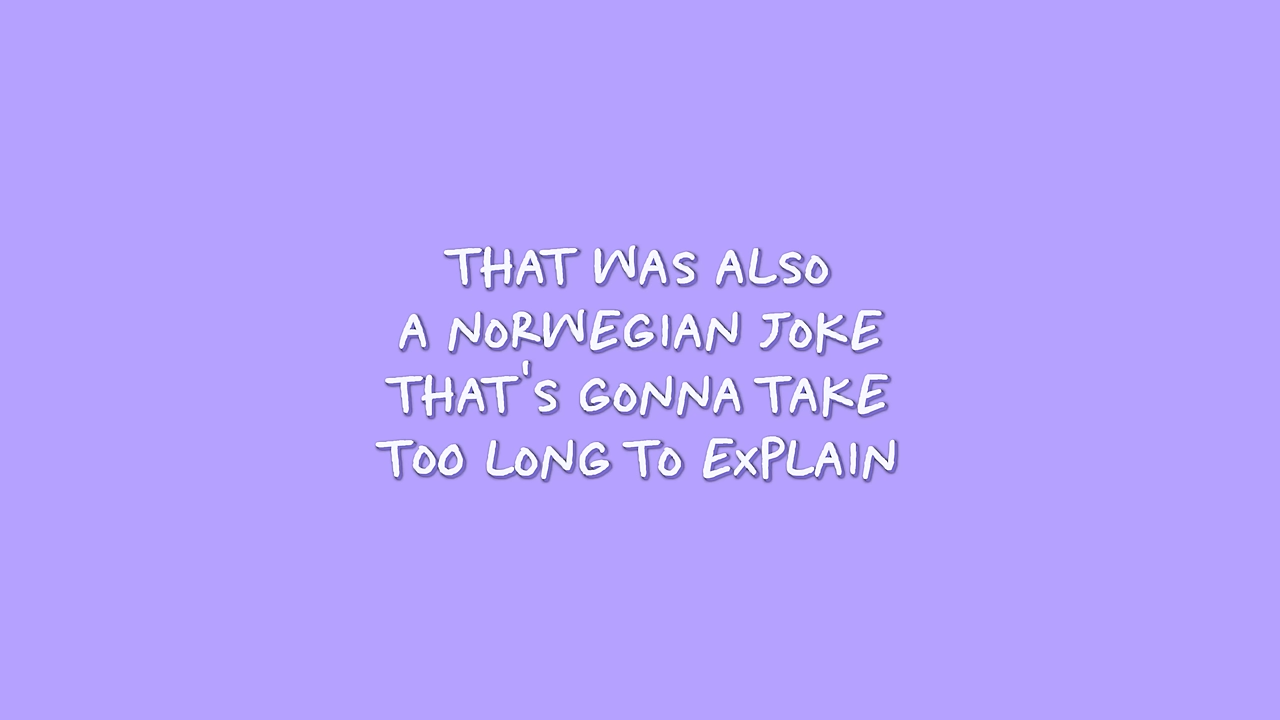 THAT WAS ALSO
A NORWEGIAN JOKE
THAT'S GONNA TAKE
TOO LONG TO EXPLAIN